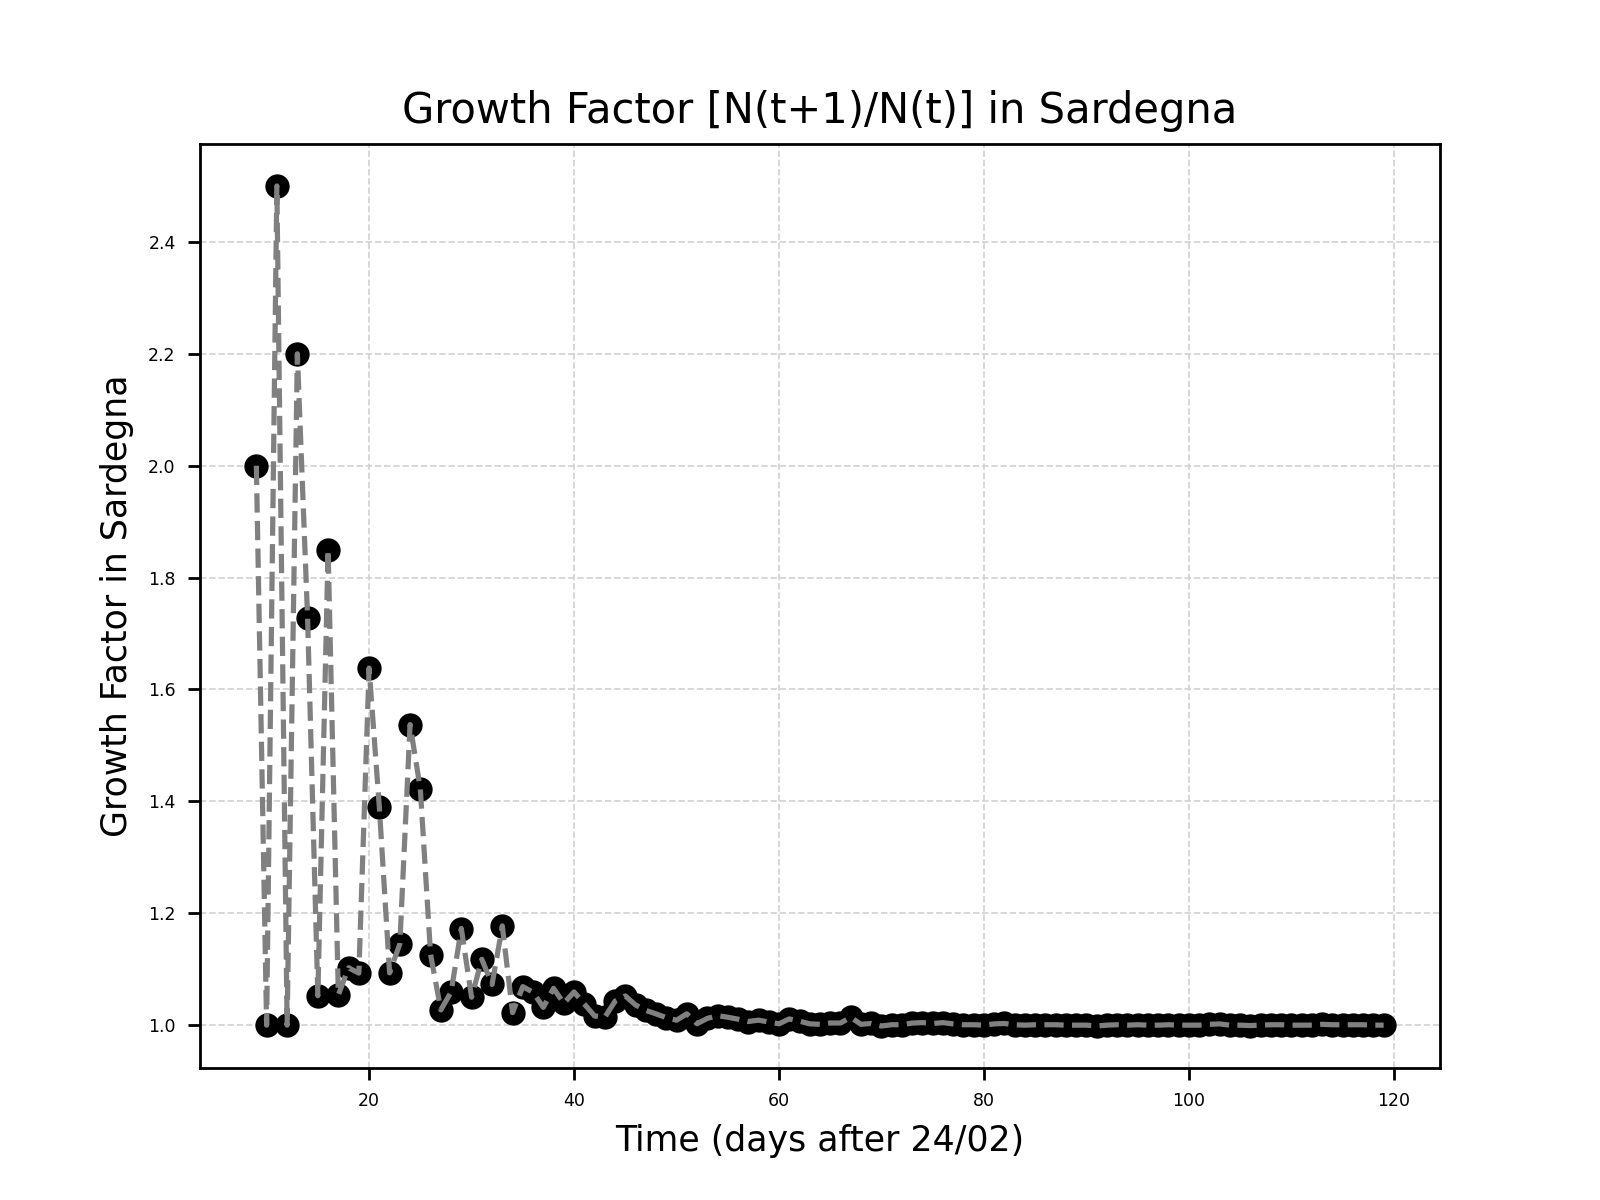 Growth Factor [N(t+1)/N(t)] in Sardegna
Growth Factor in Sardegna
2.4
2.2
2.0
1.8
1.6
1.4
1.2
1.0
20 40 60 80 100 120
Time (days after 24/02)